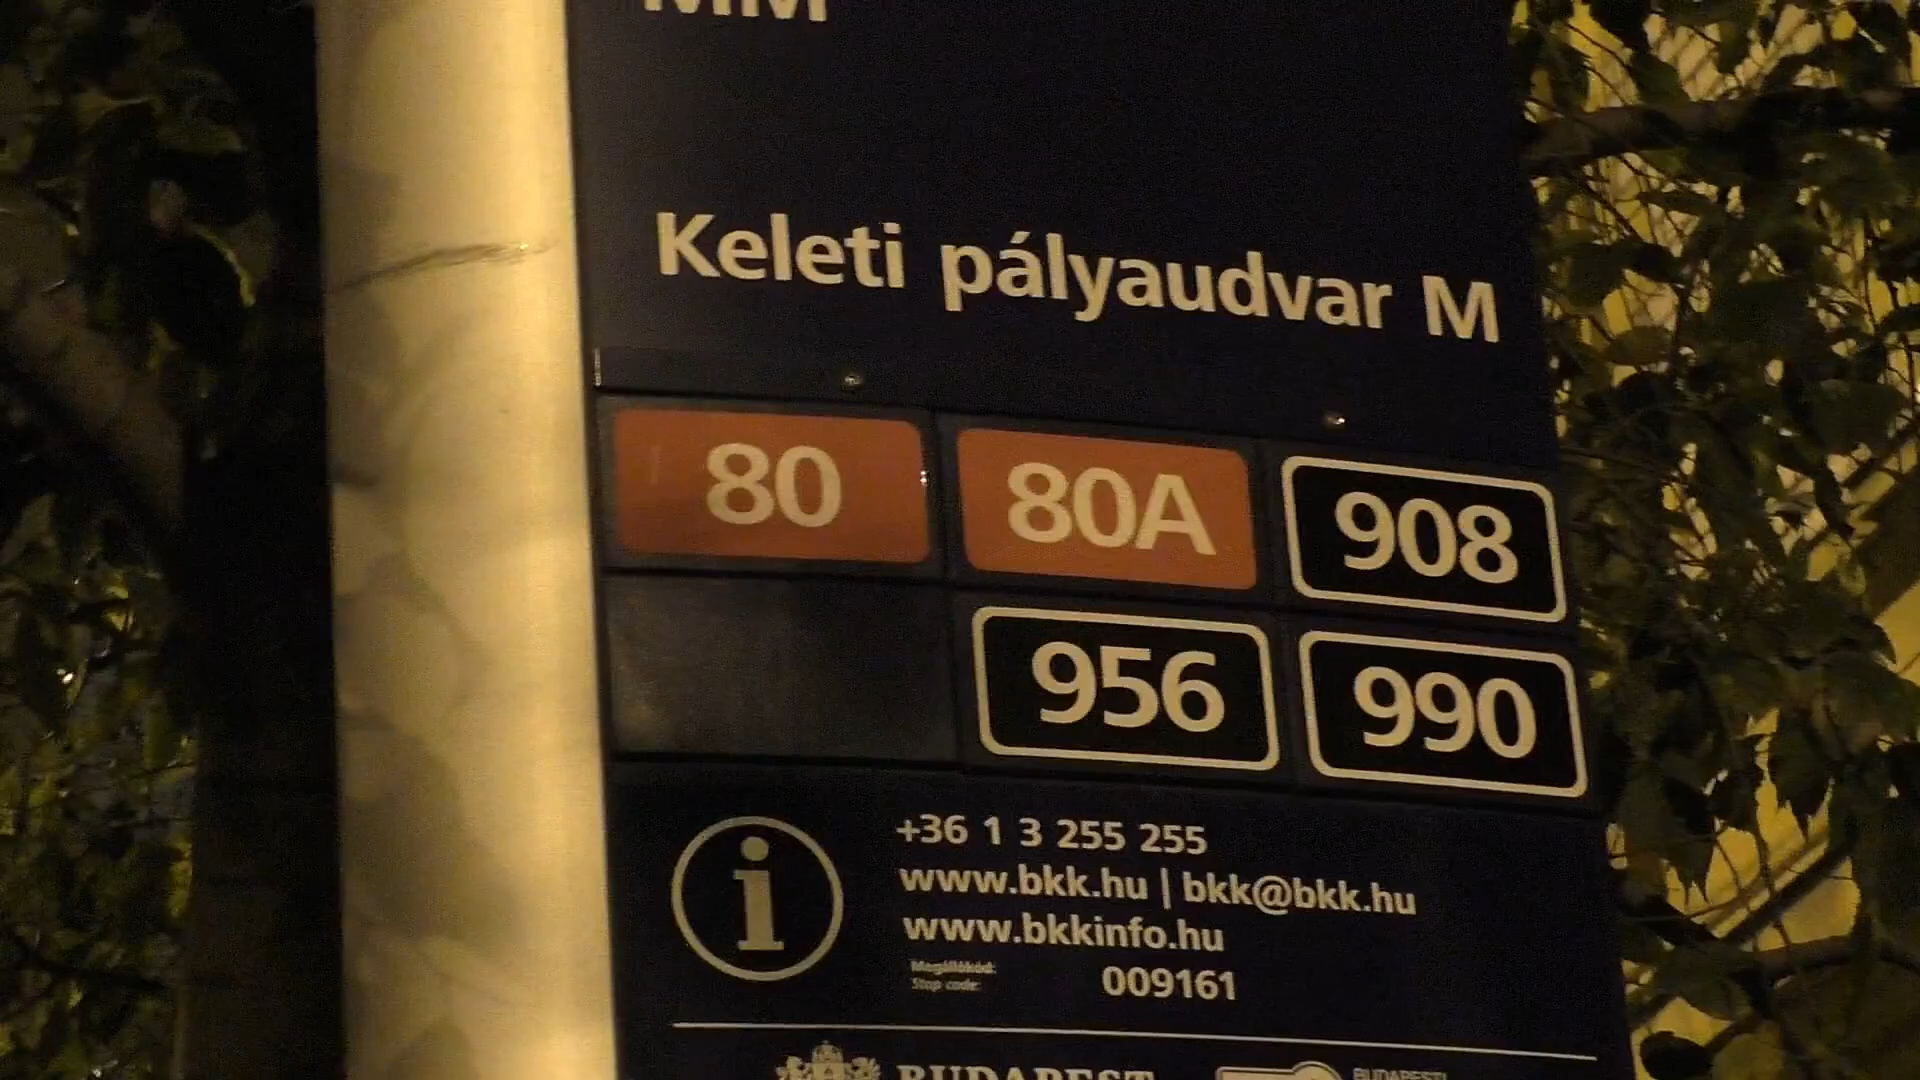 Keleti pályaudvar M
80 80A 908
956 990
i
+36 1 3 255 255
www.bkk.hu | bkk@bkk.hu
www.bkkinfo.hu
Megállókód:
Stop code: 009161
BUDAPEST
BUDAPESTI